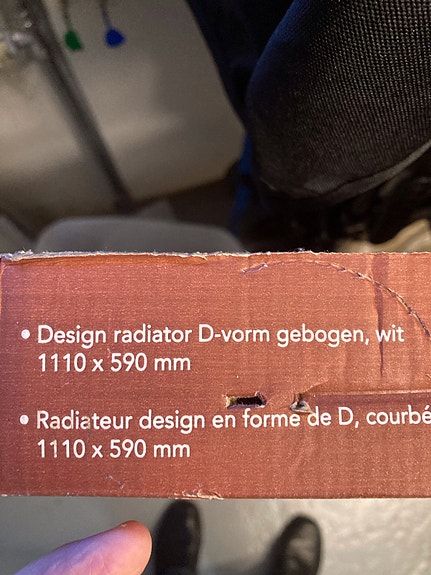 • Design radiator D-vorm gebogen, wit
1110 x 590 mm
• Radiateur design en forme de D, courbé
1110 x 590 mm